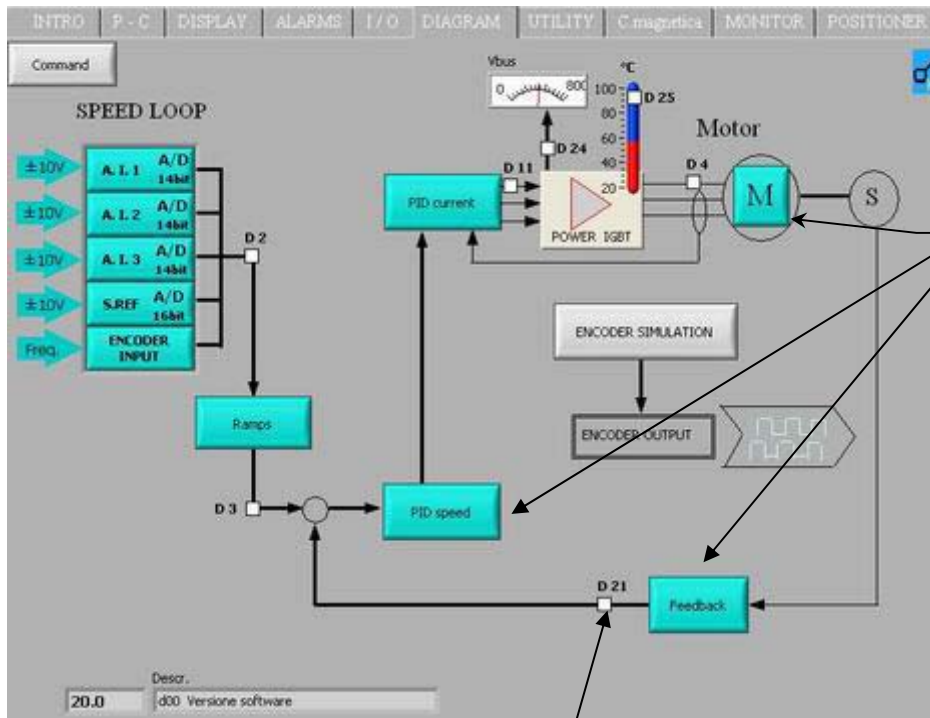 INTRO P - C DISPLAY ALARMS I / O DIAGRAM UTILITY C.magnetica MONITOR POSITIONER
Command
SPEED LOOP
±10V A. I. 1 A/D 14bit
±10V A. I. 2 A/D 14bit
±10V A. I. 3 A/D 14bit
±10V S.REF A/D 16bit
Freq. ENCODER INPUT
D 2
Ramps
D 3
Vbus
0 800
°C
100
80
60
40
20
D 25
D 24
D 11
PID current
POWER IGBT
Motor
D 4
M
S
ENCODER SIMULATION
ENCODER OUTPUT
PID speed
D 21
Feedback
Descr.
20.0 d00 Versione software